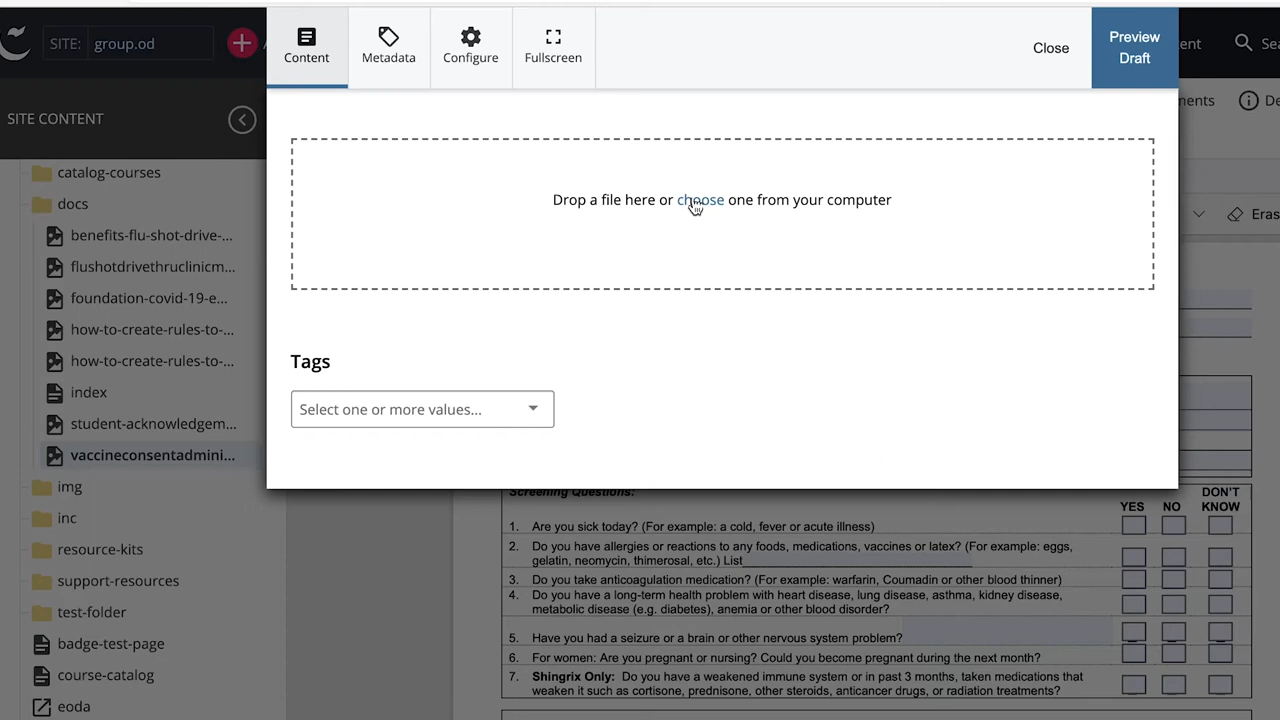 SITE: group.od
Content
Metadata
Configure
Fullscreen
Close
Preview
Draft
SITE CONTENT
catalog-courses
docs
benefits-flu-shot-drive-...
flushotdrivethruclinicm...
foundation-covid-19-e...
how-to-create-rules-to-...
how-to-create-rules-to-...
index
student-acknowledgem...
vaccineconsentadmini...
img
inc
resource-kits
support-resources
test-folder
badge-test-page
course-catalog
eoda
Drop a file here or choose one from your computer
Tags
Select one or more values...
Screening Questions:
YES NO DON'T KNOW
1. Are you sick today? (For example: a cold, fever or acute illness)
2. Do you have allergies or reactions to any foods, medications, vaccines or latex? (For example: eggs,
gelatin, neomycin, thimerosal, etc.) List
3. Do you take anticoagulation medication? (For example: warfarin, Coumadin or other blood thinner)
4. Do you have a long-term health problem with heart disease, lung disease, asthma, kidney disease,
metabolic disease (e.g. diabetes), anemia or other blood disorder?
5. Have you had a seizure or a brain or other nervous system problem?
6. For women: Are you pregnant or nursing? Could you become pregnant during the next month?
7. Shingrix Only: Do you have a weakened immune system or in past 3 months, taken medications that
weaken it such as cortisone, prednisone, other steroids, anticancer drugs, or radiation treatments?